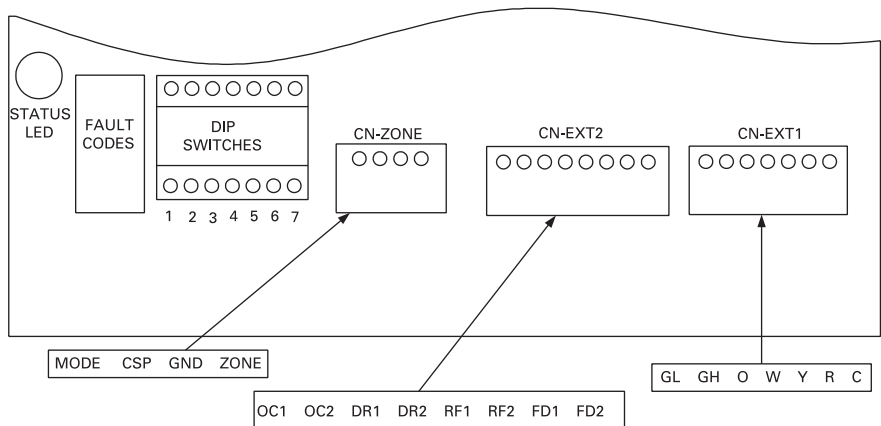 STATUS
LED
FAULT
CODES
DIP
SWITCHES
1 2 3 4 5 6 7
CN-ZONE
CN-EXT2
CN-EXT1
MODE CSP GND ZONE
OC1 OC2 DR1 DR2 RF1 RF2 FD1 FD2
GL GH O W Y R C